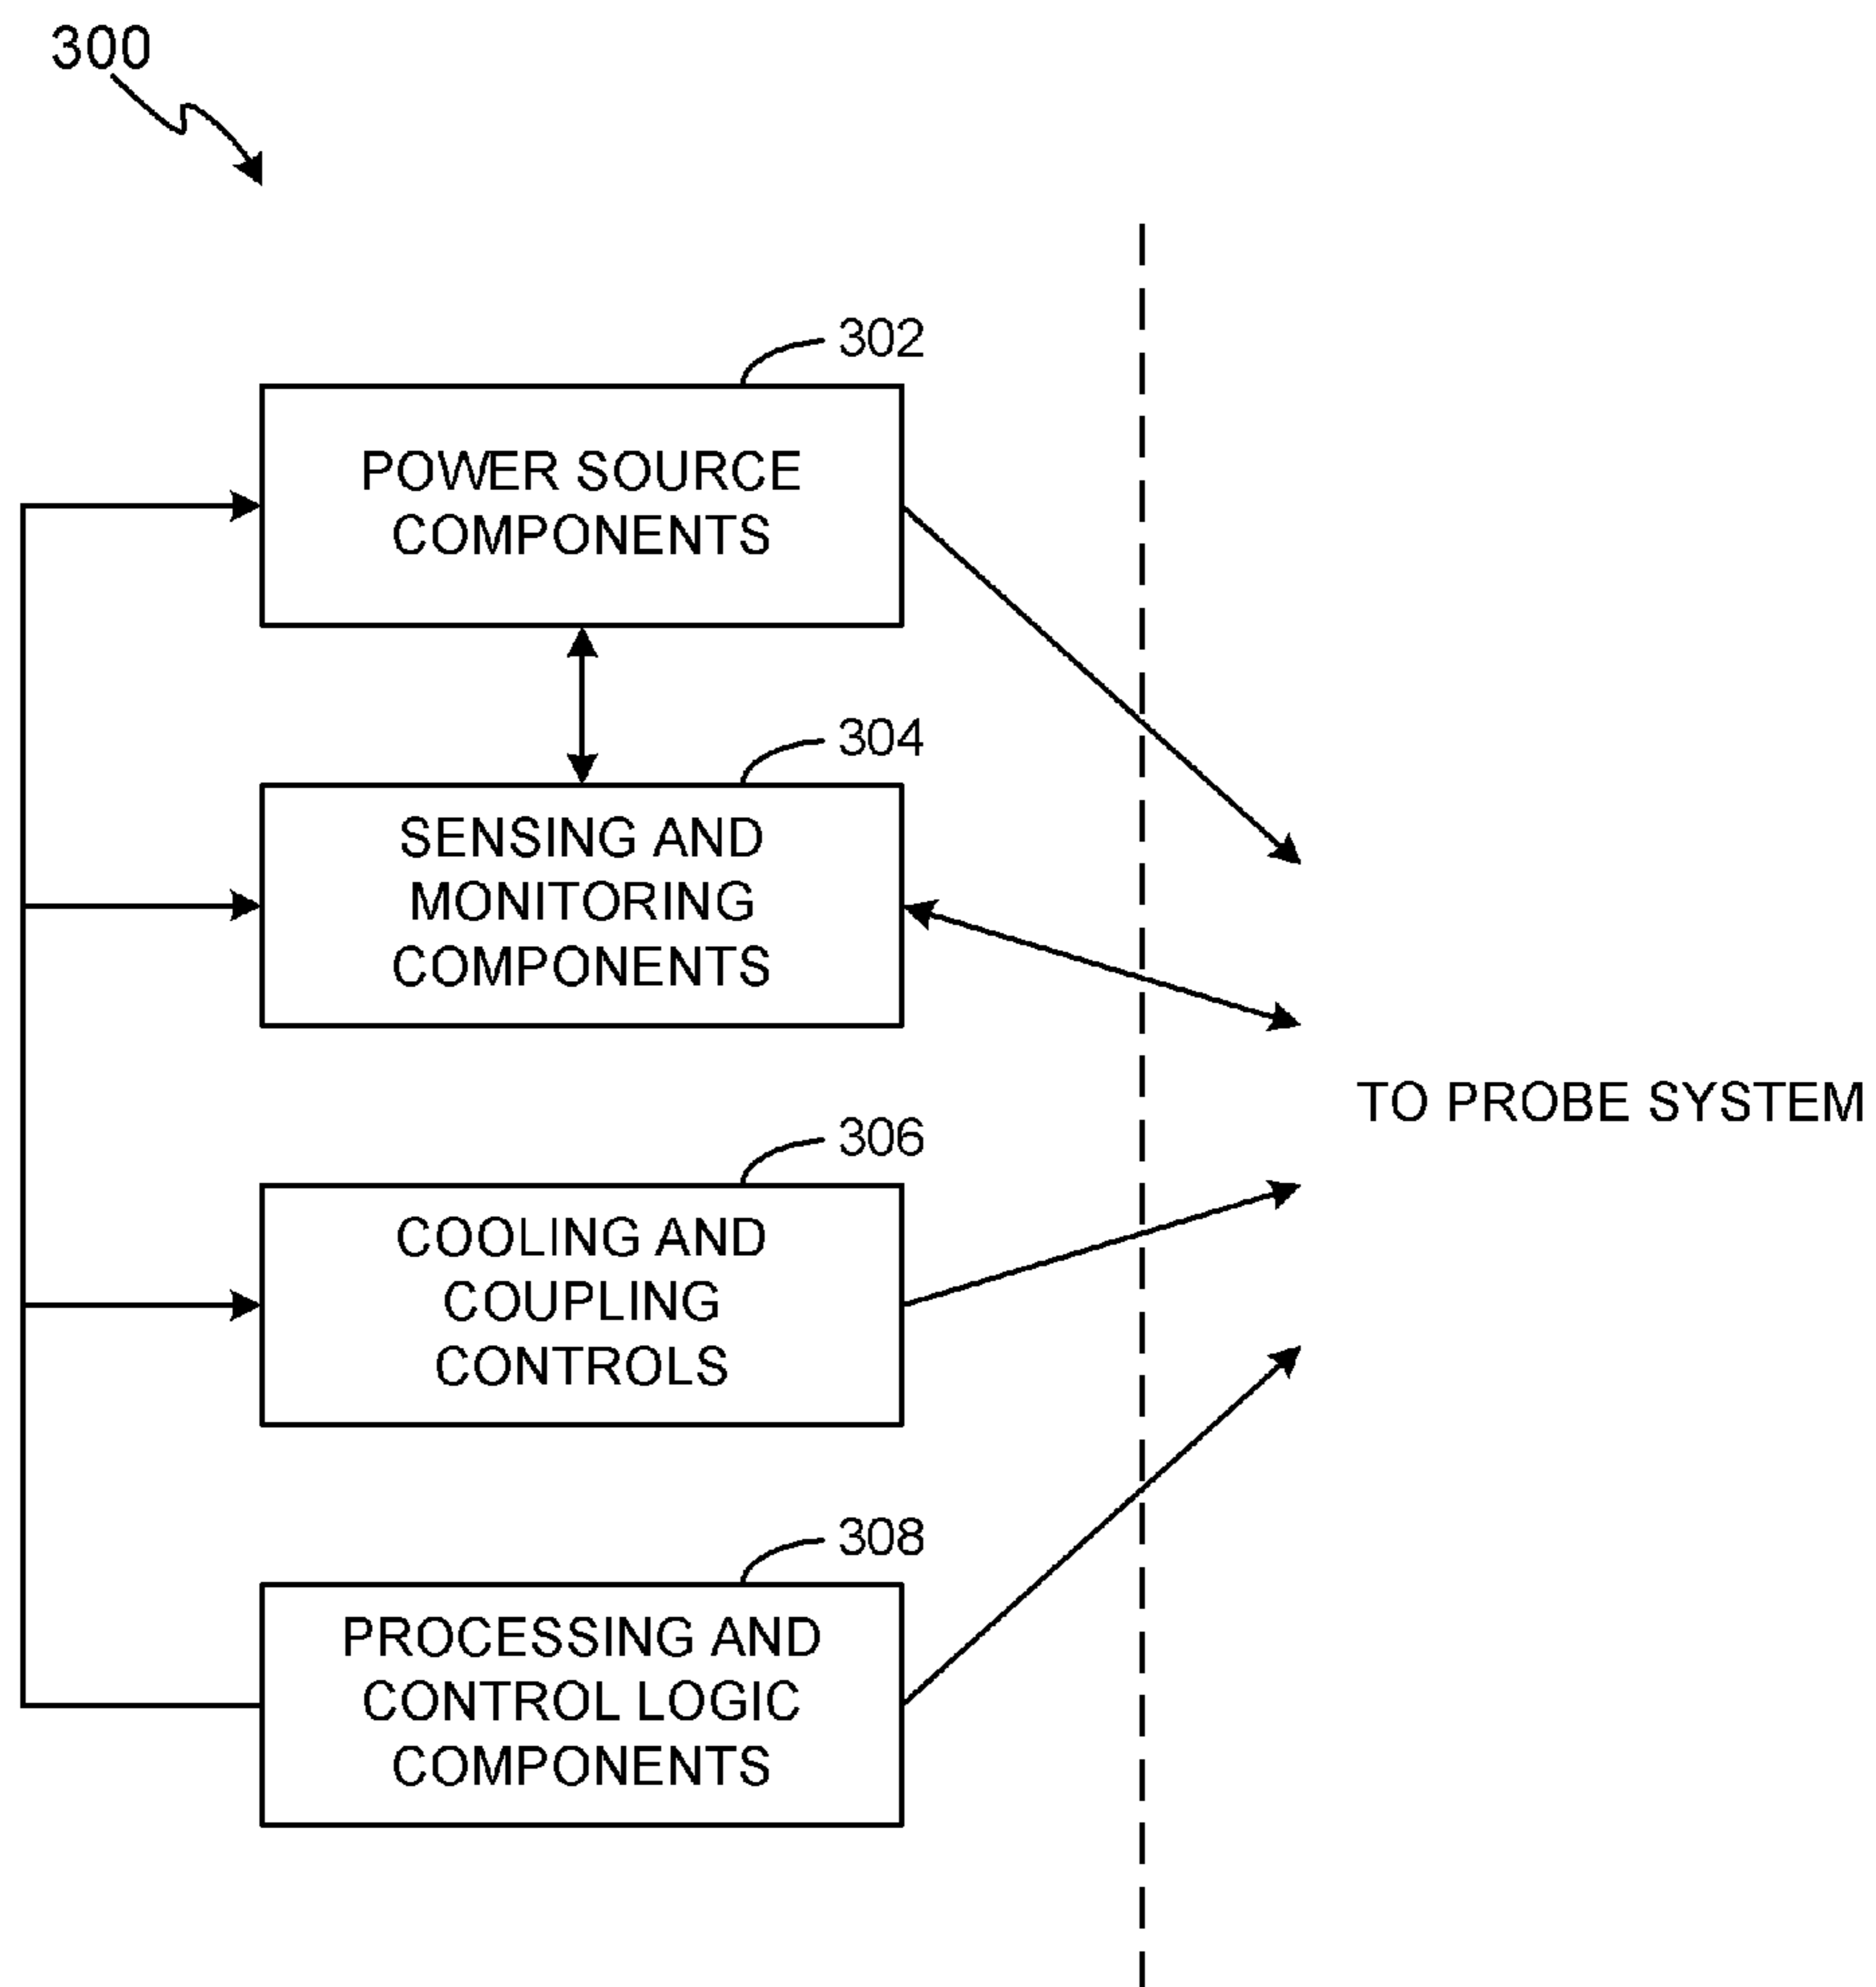 300
302
POWER SOURCE
COMPONENTS
304
SENSING AND
MONITORING
COMPONENTS
TO PROBE SYSTEM
306
COOLING AND
COUPLING
CONTROLS
308
PROCESSING AND
CONTROL LOGIC
COMPONENTS